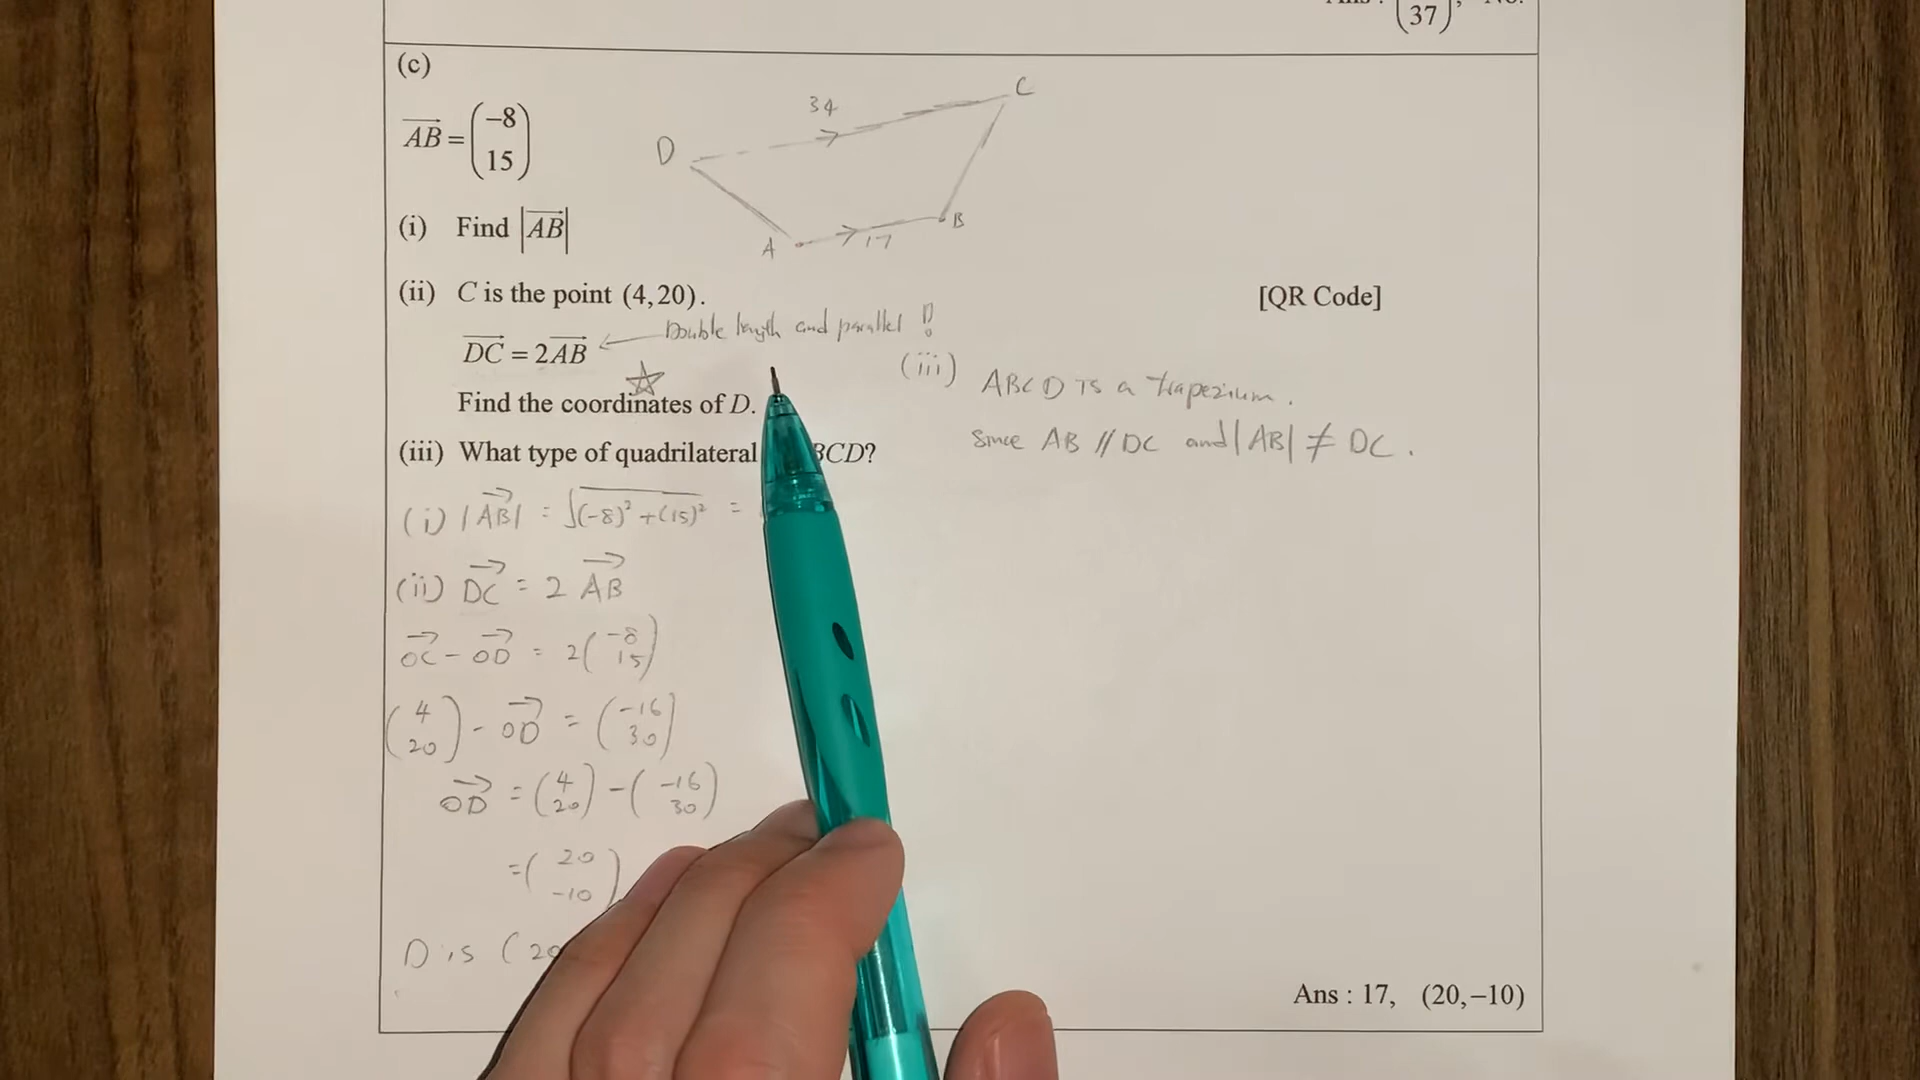 37 , No.
(c)
34
C
D
A
17
B
AB = (-8 15)
(i) Find |AB|
(ii) C is the point (4,20).
[QR Code]
Double length and parallel !
DC = 2AB
(iii) ABCD is a trapezium.
Find the coordinates of D.
Since AB // DC and |AB| ≠ DC .
(iii) What type of quadrilateral BCD?
(i) |AB| = √(-8)² + (15)² =
(ii) DC = 2 AB
OC - OD = 2(-8 15)
(4 20) - OD = (-16 30)
OD = (4 20) - (-16 30)
= (20 -10)
D is (20
Ans : 17, (20,–10)